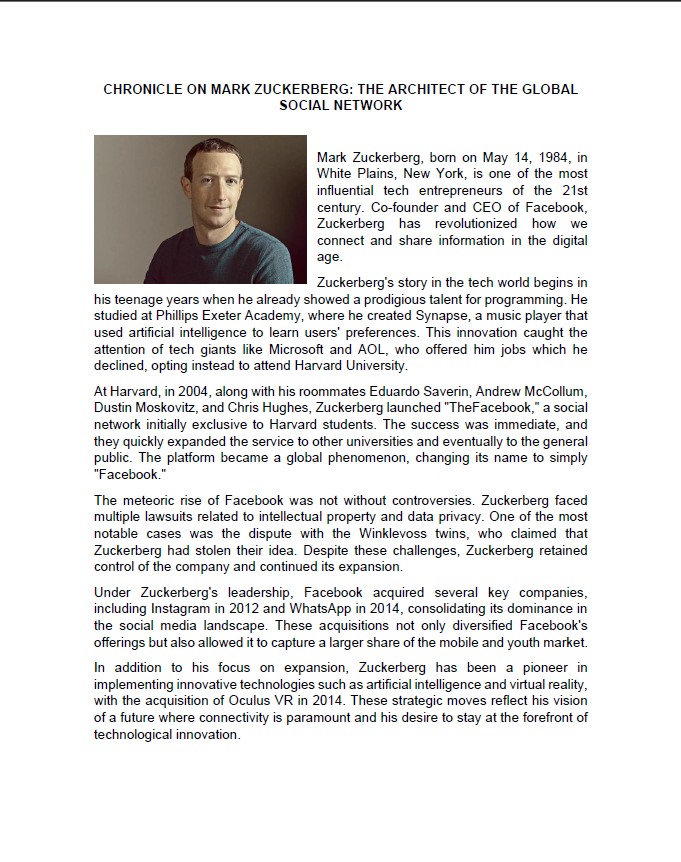 CHRONICLE ON MARK ZUCKERBERG: THE ARCHITECT OF THE GLOBAL
SOCIAL NETWORK
Mark Zuckerberg, born on May 14, 1984, in
White Plains, New York, is one of the most
influential tech entrepreneurs of the 21st
century. Co-founder and CEO of Facebook,
Zuckerberg has revolutionized how we
connect and share information in the digital
age.
Zuckerberg's story in the tech world begins in
his teenage years when he already showed a prodigious talent for programming. He
studied at Phillips Exeter Academy, where he created Synapse, a music player that
used artificial intelligence to learn users' preferences. This innovation caught the
attention of tech giants like Microsoft and AOL, who offered him jobs which he
declined, opting instead to attend Harvard University.
At Harvard, in 2004, along with his roommates Eduardo Saverin, Andrew McCollum,
Dustin Moskovitz, and Chris Hughes, Zuckerberg launched "TheFacebook," a social
network initially exclusive to Harvard students. The success was immediate, and
they quickly expanded the service to other universities and eventually to the general
public. The platform became a global phenomenon, changing its name to simply
"Facebook."
The meteoric rise of Facebook was not without controversies. Zuckerberg faced
multiple lawsuits related to intellectual property and data privacy. One of the most
notable cases was the dispute with the Winklevoss twins, who claimed that
Zuckerberg had stolen their idea. Despite these challenges, Zuckerberg retained
control of the company and continued its expansion.
Under Zuckerberg's leadership, Facebook acquired several key companies,
including Instagram in 2012 and WhatsApp in 2014, consolidating its dominance in
the social media landscape. These acquisitions not only diversified Facebook's
offerings but also allowed it to capture a larger share of the mobile and youth market.
In addition to his focus on expansion, Zuckerberg has been a pioneer in
implementing innovative technologies such as artificial intelligence and virtual reality,
with the acquisition of Oculus VR in 2014. These strategic moves reflect his vision
of a future where connectivity is paramount and his desire to stay at the forefront of
technological innovation.